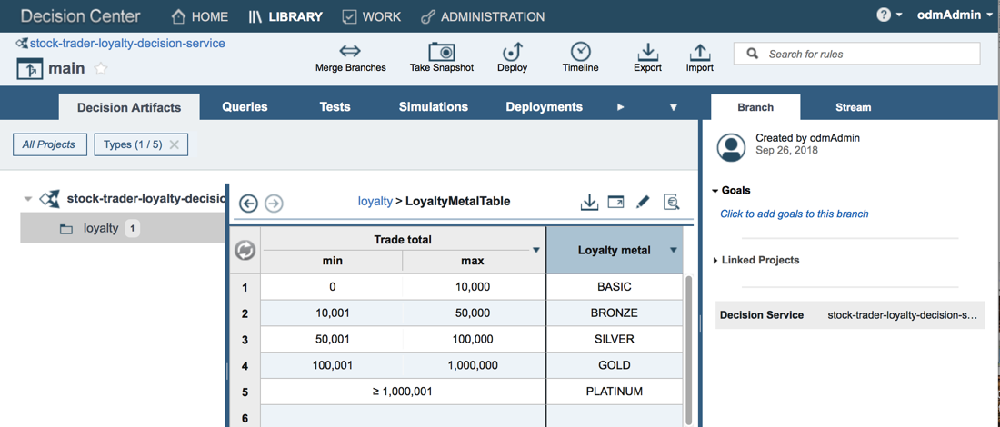 Decision Center HOME LIBRARY WORK ADMINISTRATION ? odmAdmin
stock-trader-loyalty-decision-service
main
Merge Branches Take Snapshot Deploy Timeline Export Import
Search for rules
Decision Artifacts Queries Tests Simulations Deployments
Branch Stream
All Projects Types (1 / 5)
Created by odmAdmin
Sep 26, 2018
stock-trader-loyalty-decisio
loyalty 1
loyalty > LoyaltyMetalTable
Goals
Click to add goals to this branch
Linked Projects
Decision Service stock-trader-loyalty-decision-s...
Trade total Loyalty metal
min max
1 0 10,000 BASIC
2 10,001 50,000 BRONZE
3 50,001 100,000 SILVER
4 100,001 1,000,000 GOLD
5 ≥ 1,000,001 PLATINUM
6